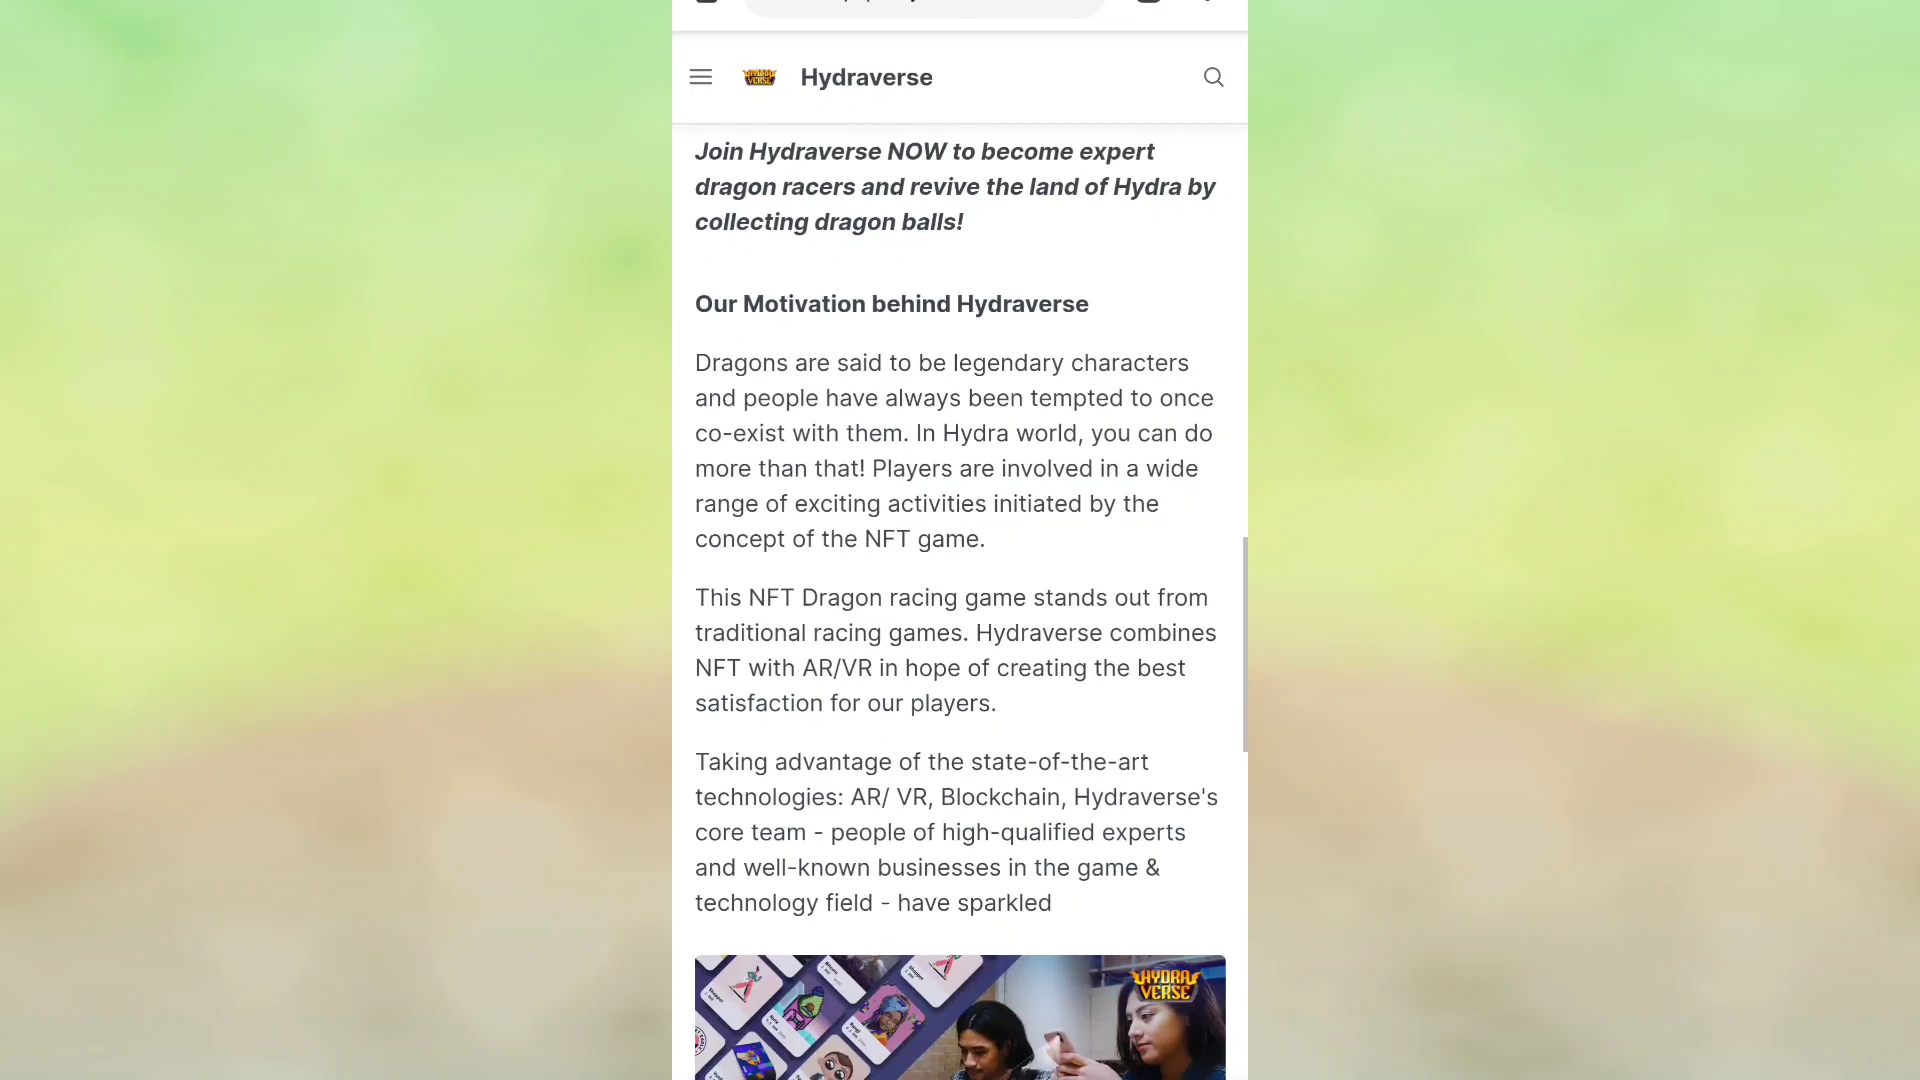 HYDRA
VERSE
Hydraverse
Join Hydraverse NOW to become expert
dragon racers and revive the land of Hydra by
collecting dragon balls!
Our Motivation behind Hydraverse
Dragons are said to be legendary characters
and people have always been tempted to once
co-exist with them. In Hydra world, you can do
more than that! Players are involved in a wide
range of exciting activities initiated by the
concept of the NFT game.
This NFT Dragon racing game stands out from
traditional racing games. Hydraverse combines
NFT with AR/VR in hope of creating the best
satisfaction for our players.
Taking advantage of the state-of-the-art
technologies: AR/ VR, Blockchain, Hydraverse's
core team - people of high-qualified experts
and well-known businesses in the game &
technology field - have sparkled
HYDRA
VERSE